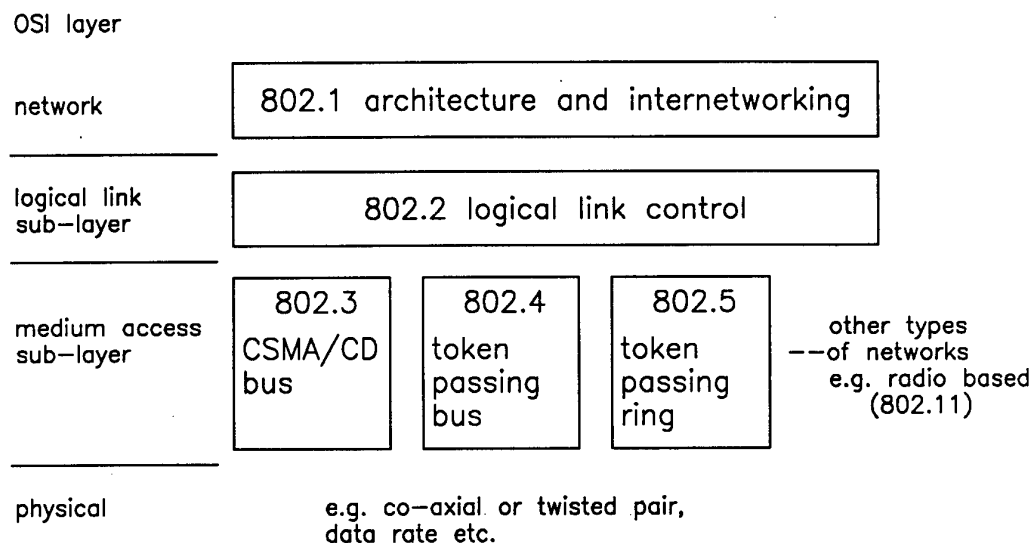 OSI layer
network
802.1 architecture and internetworking
logical link
sub-layer
802.2 logical link control
medium access
sub-layer
802.3
CSMA/CD
bus
802.4
token
passing
bus
802.5
token
passing
ring
other types
--of networks
e.g. radio based
(802.11)
physical
e.g. co-axial or twisted pair,
data rate etc.